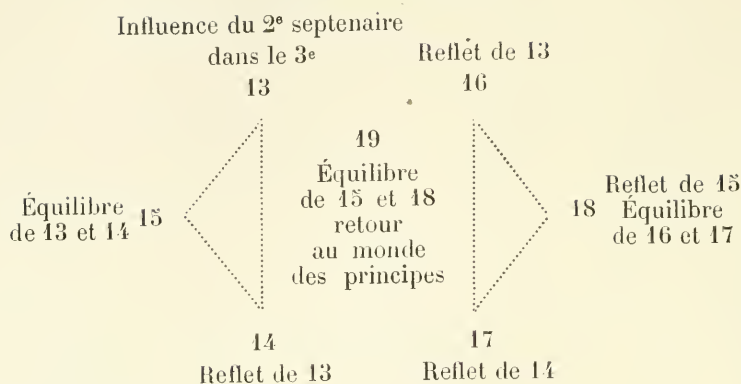 Influence du 2e septenaire
dans le 3e
13
Reflet de 13
16
19
Équilibre
de 15 et 18
retour
au monde
des principes
Équilibre
de 13 et 14
15
18
Reflet de 15
Équilibre
de 16 et 17
14
Reflet de 13
17
Reflet de 14